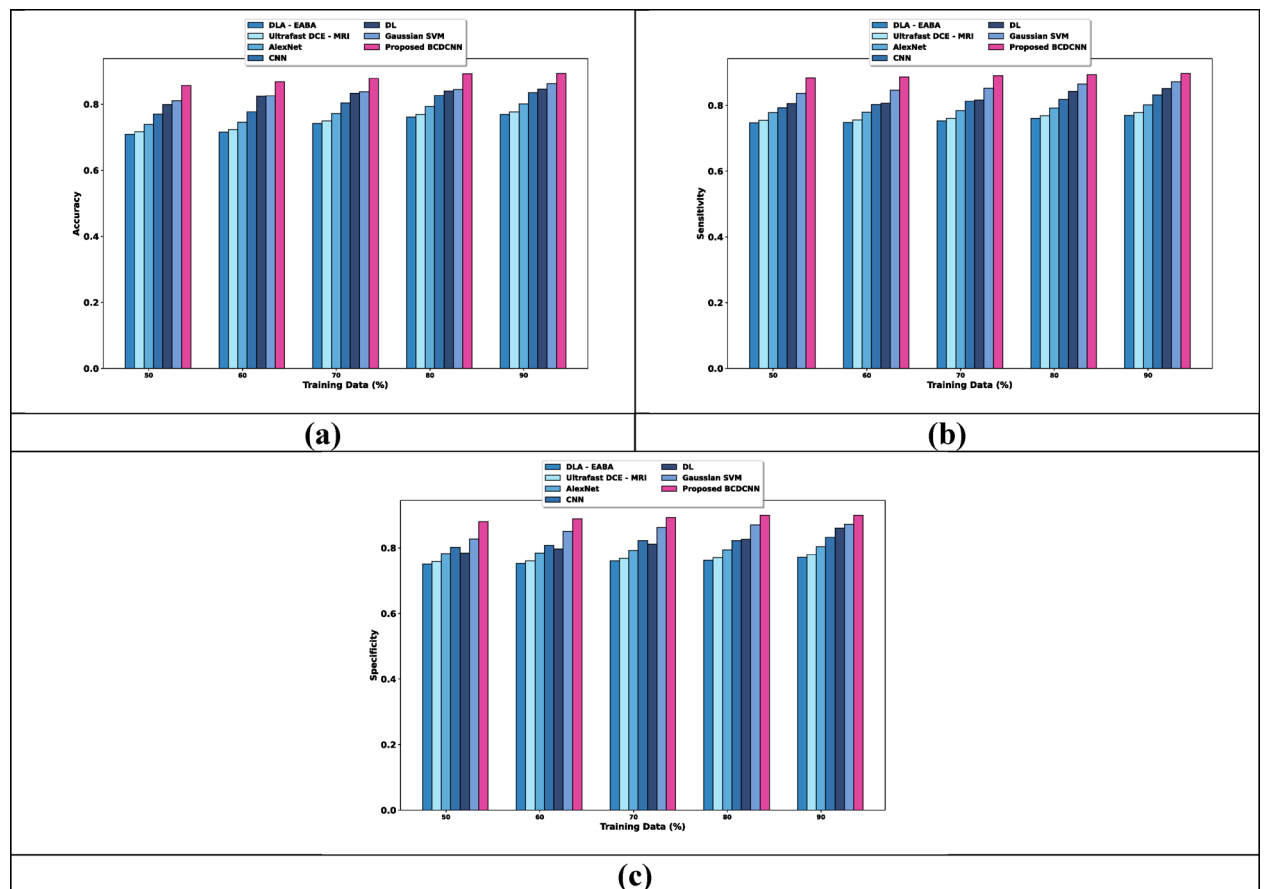 DLA - EABA
Ultrafast DCE - MRI
AlexNet
CNN
DL
Gaussian SVM
Proposed BCDCNN
Accuracy
0.8
0.6
0.4
0.2
0.0
50 60 70 80 90
Training Data (%)
(a)
DLA - EABA
Ultrafast DCE - MRI
AlexNet
CNN
DL
Gaussian SVM
Proposed BCDCNN
Sensitivity
0.8
0.6
0.4
0.2
0.0
50 60 70 80 90
Training Data (%)
(b)
DLA - EABA
Ultrafast DCE - MRI
AlexNet
CNN
DL
Gaussian SVM
Proposed BCDCNN
Specificity
0.8
0.6
0.4
0.2
0.0
50 60 70 80 90
Training Data (%)
(c)